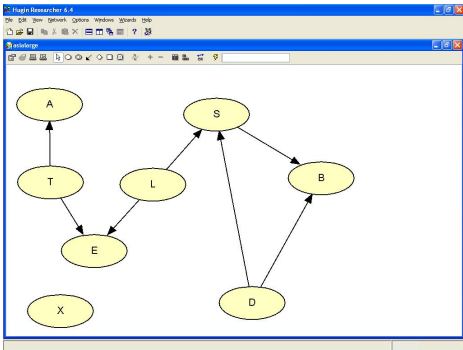 Hugin Researcher 6.4
File Edit View Network Options Windows Wizards Help
asialarge
A
S
T
L
B
E
D
X